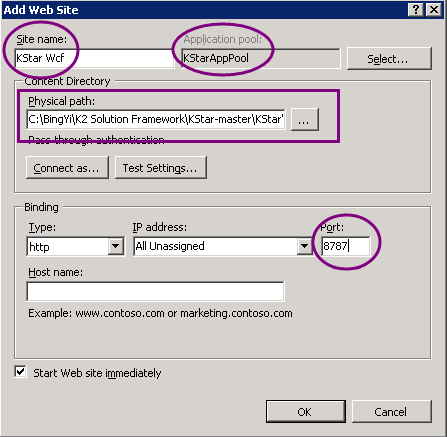 Add Web Site
Site name:
Application pool:
KStar Wcf
KStarAppPool
Select...
Content Directory
Physical path:
C:\BingYi\K2 Solution Framework\KStar-master\KStar
...
Pass-through authentication
Connect as...
Test Settings...
Binding
Type:
IP address:
Port:
http
All Unassigned
8787
Host name:
Example: www.contoso.com or marketing.contoso.com
Start Web site immediately
OK
Cancel